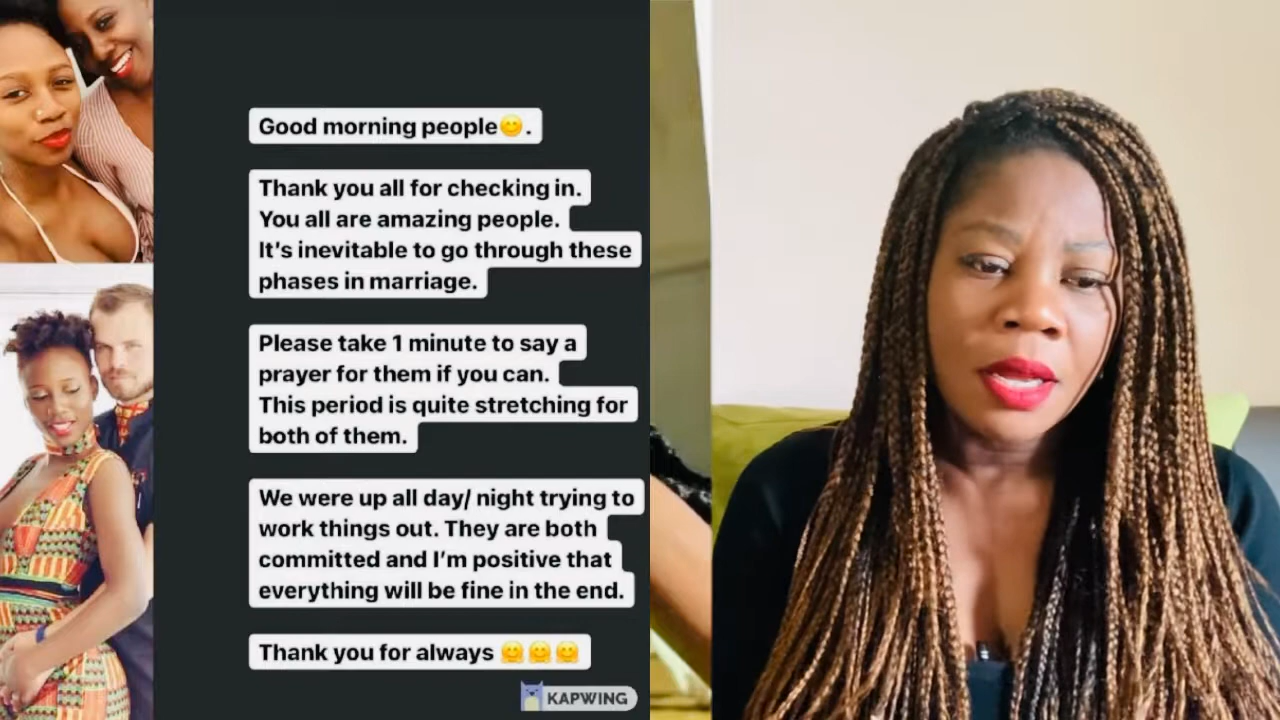 Good morning people😊.
Thank you all for checking in.
You all are amazing people.
It's inevitable to go through these
phases in marriage.
Please take 1 minute to say a
prayer for them if you can.
This period is quite stretching for
both of them.
We were up all day/ night trying to
work things out. They are both
committed and I'm positive that
everything will be fine in the end.
Thank you for always 🤗🤗🤗
KAPWING